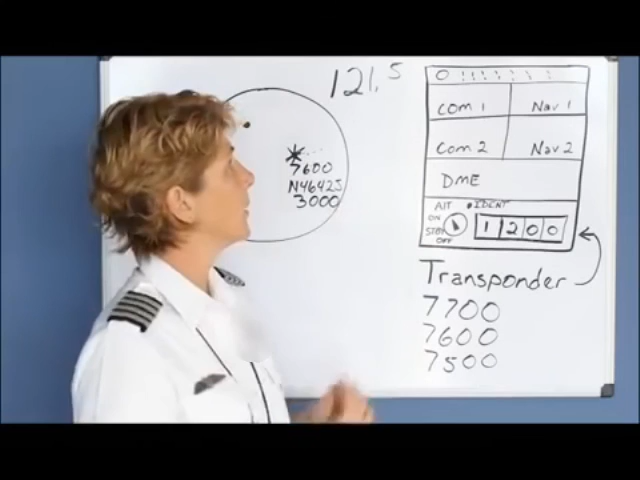 121.5
7600
N4642J
3000
COM 1
Nav 1
Com 2
Nav 2
DME
ALT
IDENT
ON
STBY
OFF
1200
Transponder
7700
7600
7500